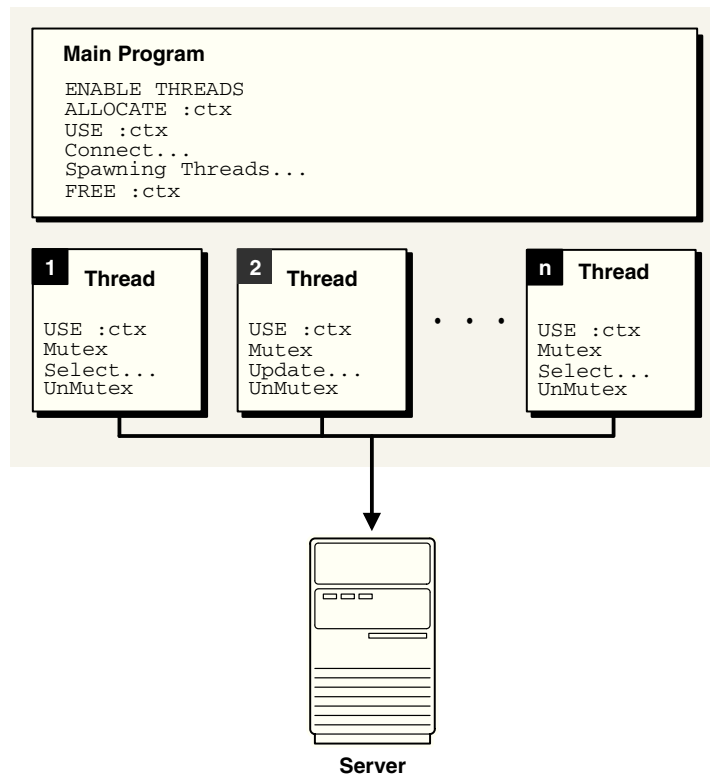 Main Program
ENABLE THREADS
ALLOCATE :ctx
USE :ctx
Connect...
Spawning Threads...
FREE :ctx
1 Thread
USE :ctx
Mutex
Select...
UnMutex
2 Thread
USE :ctx
Mutex
Update...
UnMutex
. . .
n Thread
USE :ctx
Mutex
Select...
UnMutex
Server